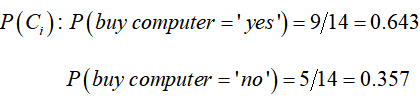 P(Cᵢ): P(buy computer = 'yes') = 9/14 = 0.643
P(buy computer = 'no') = 5/14 = 0.357